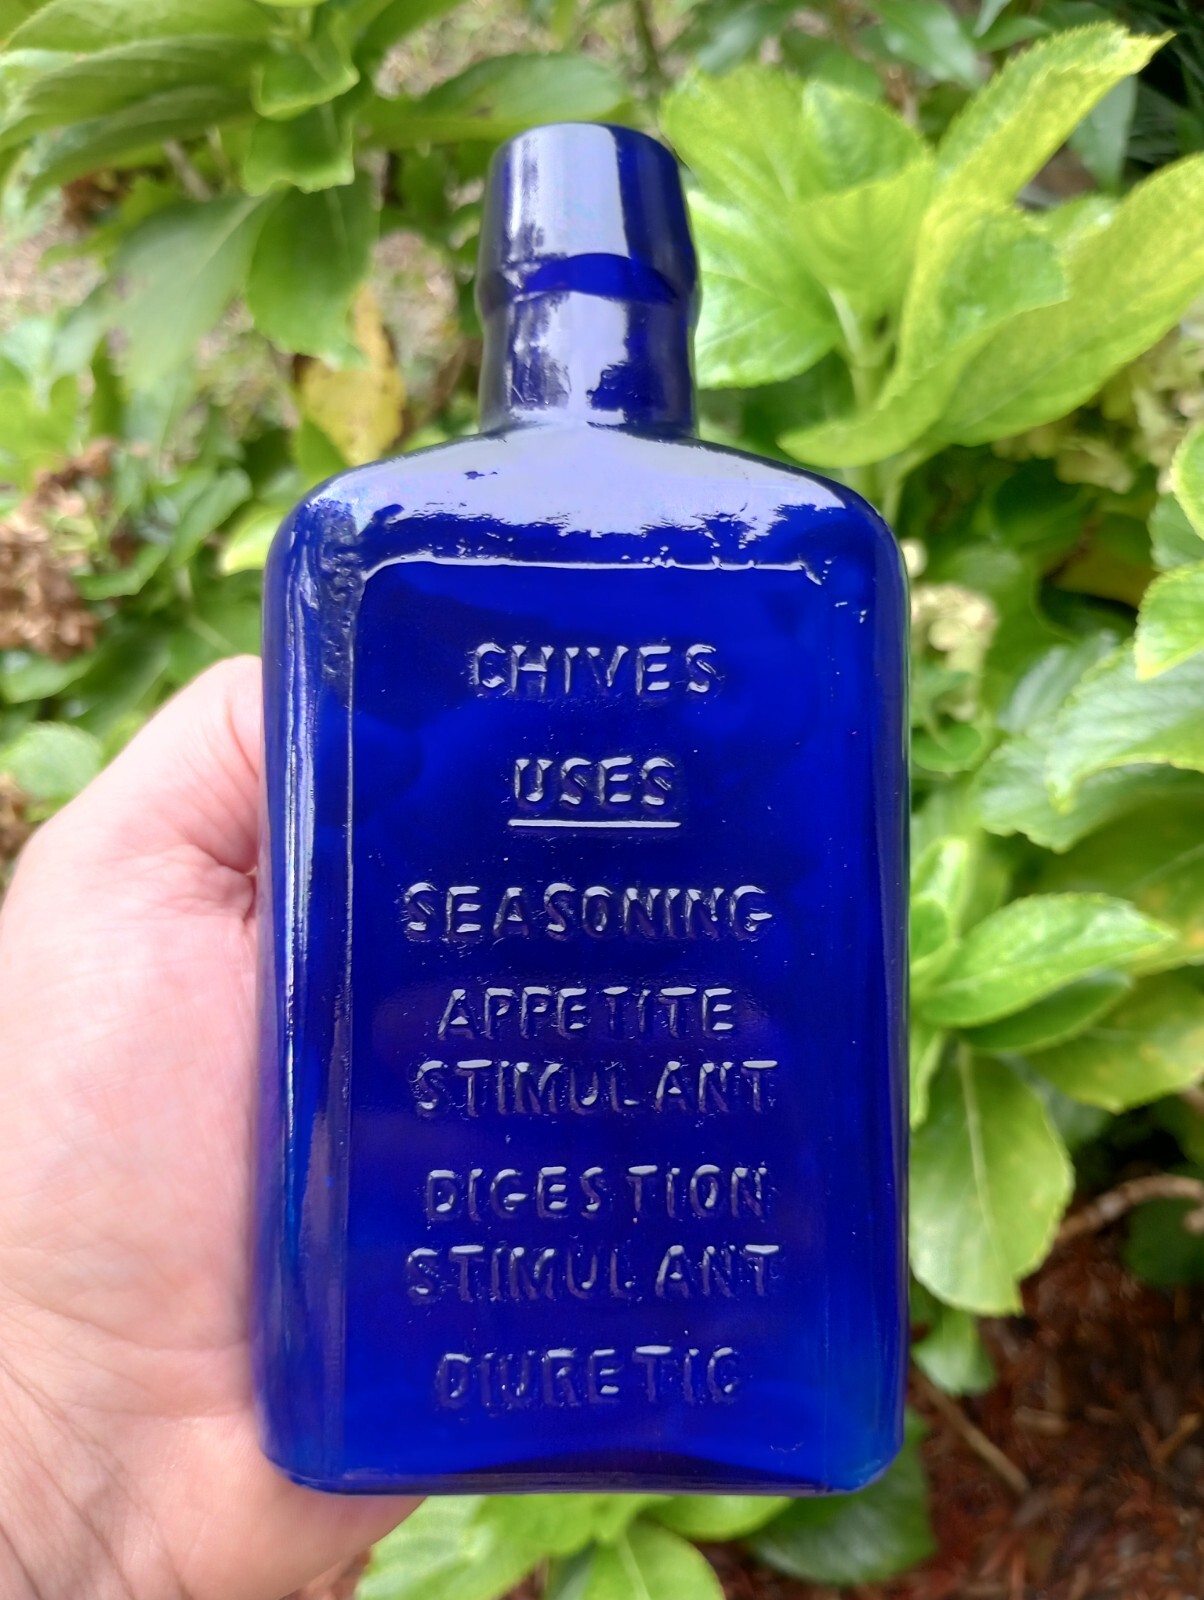 CHIVES
USES
SEASONING
APPETITE
STIMULANT
DIGESTION
STIMULANT
DIURETIC